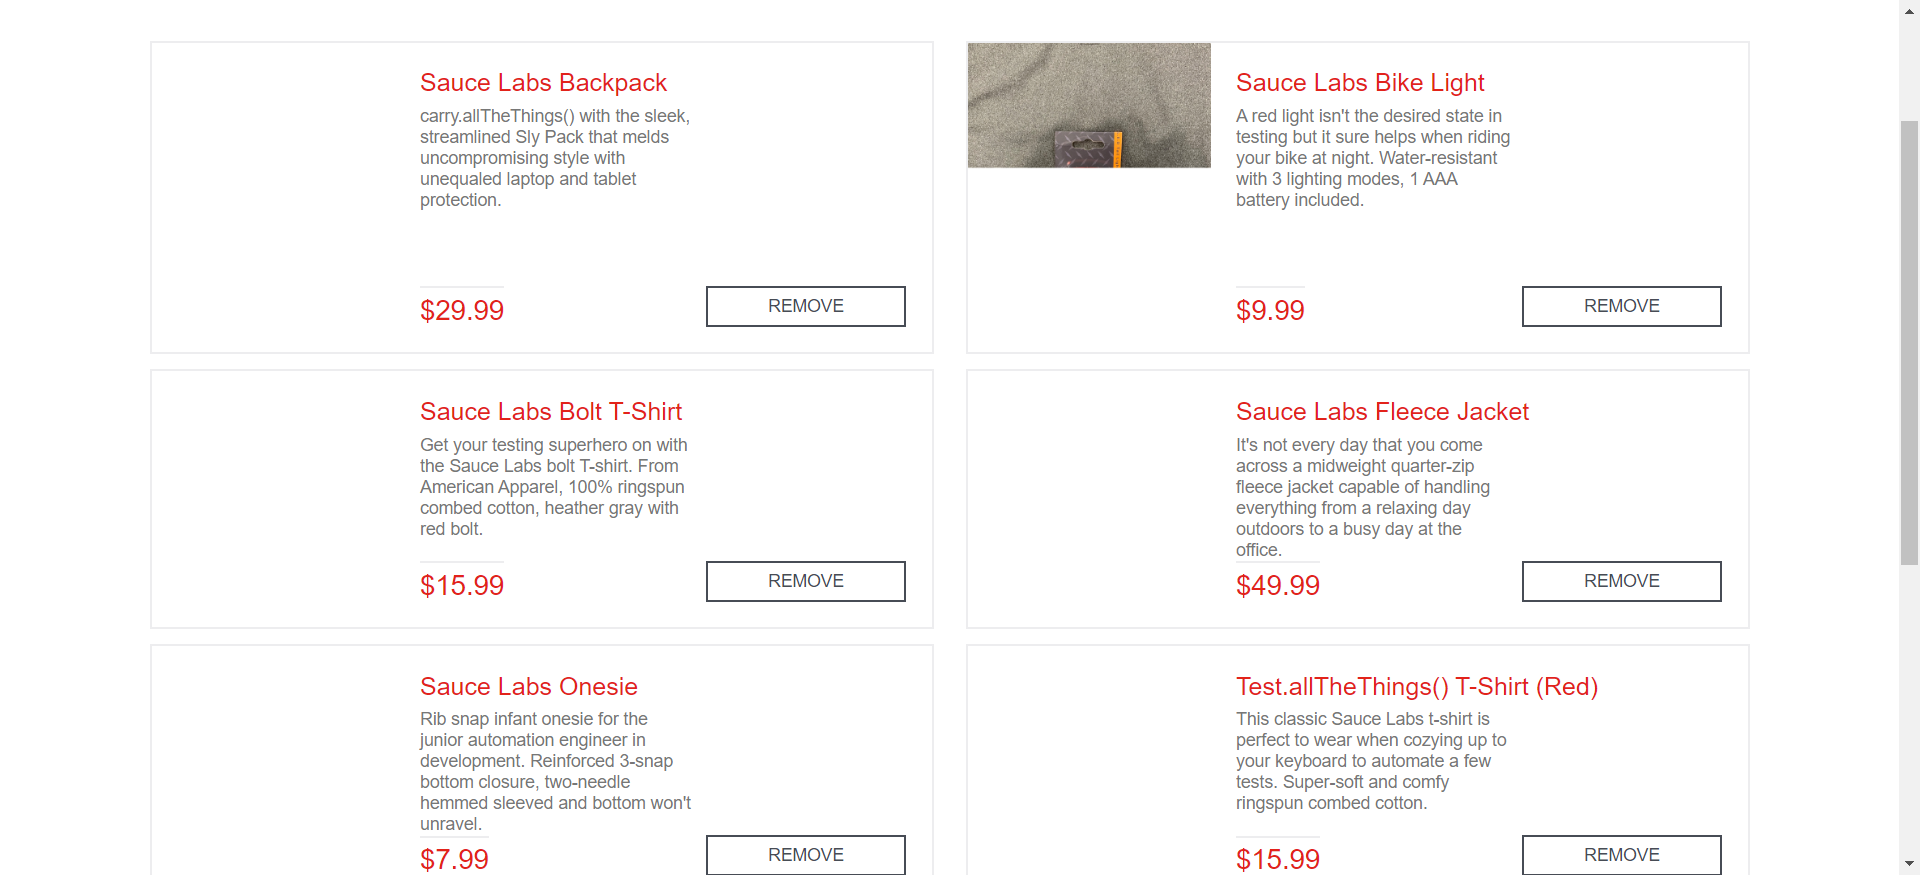 Sauce Labs Backpack
carry.allTheThings() with the sleek,
streamlined Sly Pack that melds
uncompromising style with
unequaled laptop and tablet
protection.
$29.99
REMOVE
Sauce Labs Bike Light
A red light isn't the desired state in
testing but it sure helps when riding
your bike at night. Water-resistant
with 3 lighting modes, 1 AAA
battery included.
$9.99
REMOVE
Sauce Labs Bolt T-Shirt
Get your testing superhero on with
the Sauce Labs bolt T-shirt. From
American Apparel, 100% ringspun
combed cotton, heather gray with
red bolt.
$15.99
REMOVE
Sauce Labs Fleece Jacket
It's not every day that you come
across a midweight quarter-zip
fleece jacket capable of handling
everything from a relaxing day
outdoors to a busy day at the
office.
$49.99
REMOVE
Sauce Labs Onesie
Rib snap infant onesie for the
junior automation engineer in
development. Reinforced 3-snap
bottom closure, two-needle
hemmed sleeved and bottom won't
unravel.
$7.99
REMOVE
Test.allTheThings() T-Shirt (Red)
This classic Sauce Labs t-shirt is
perfect to wear when cozying up to
your keyboard to automate a few
tests. Super-soft and comfy
ringspun combed cotton.
$15.99
REMOVE